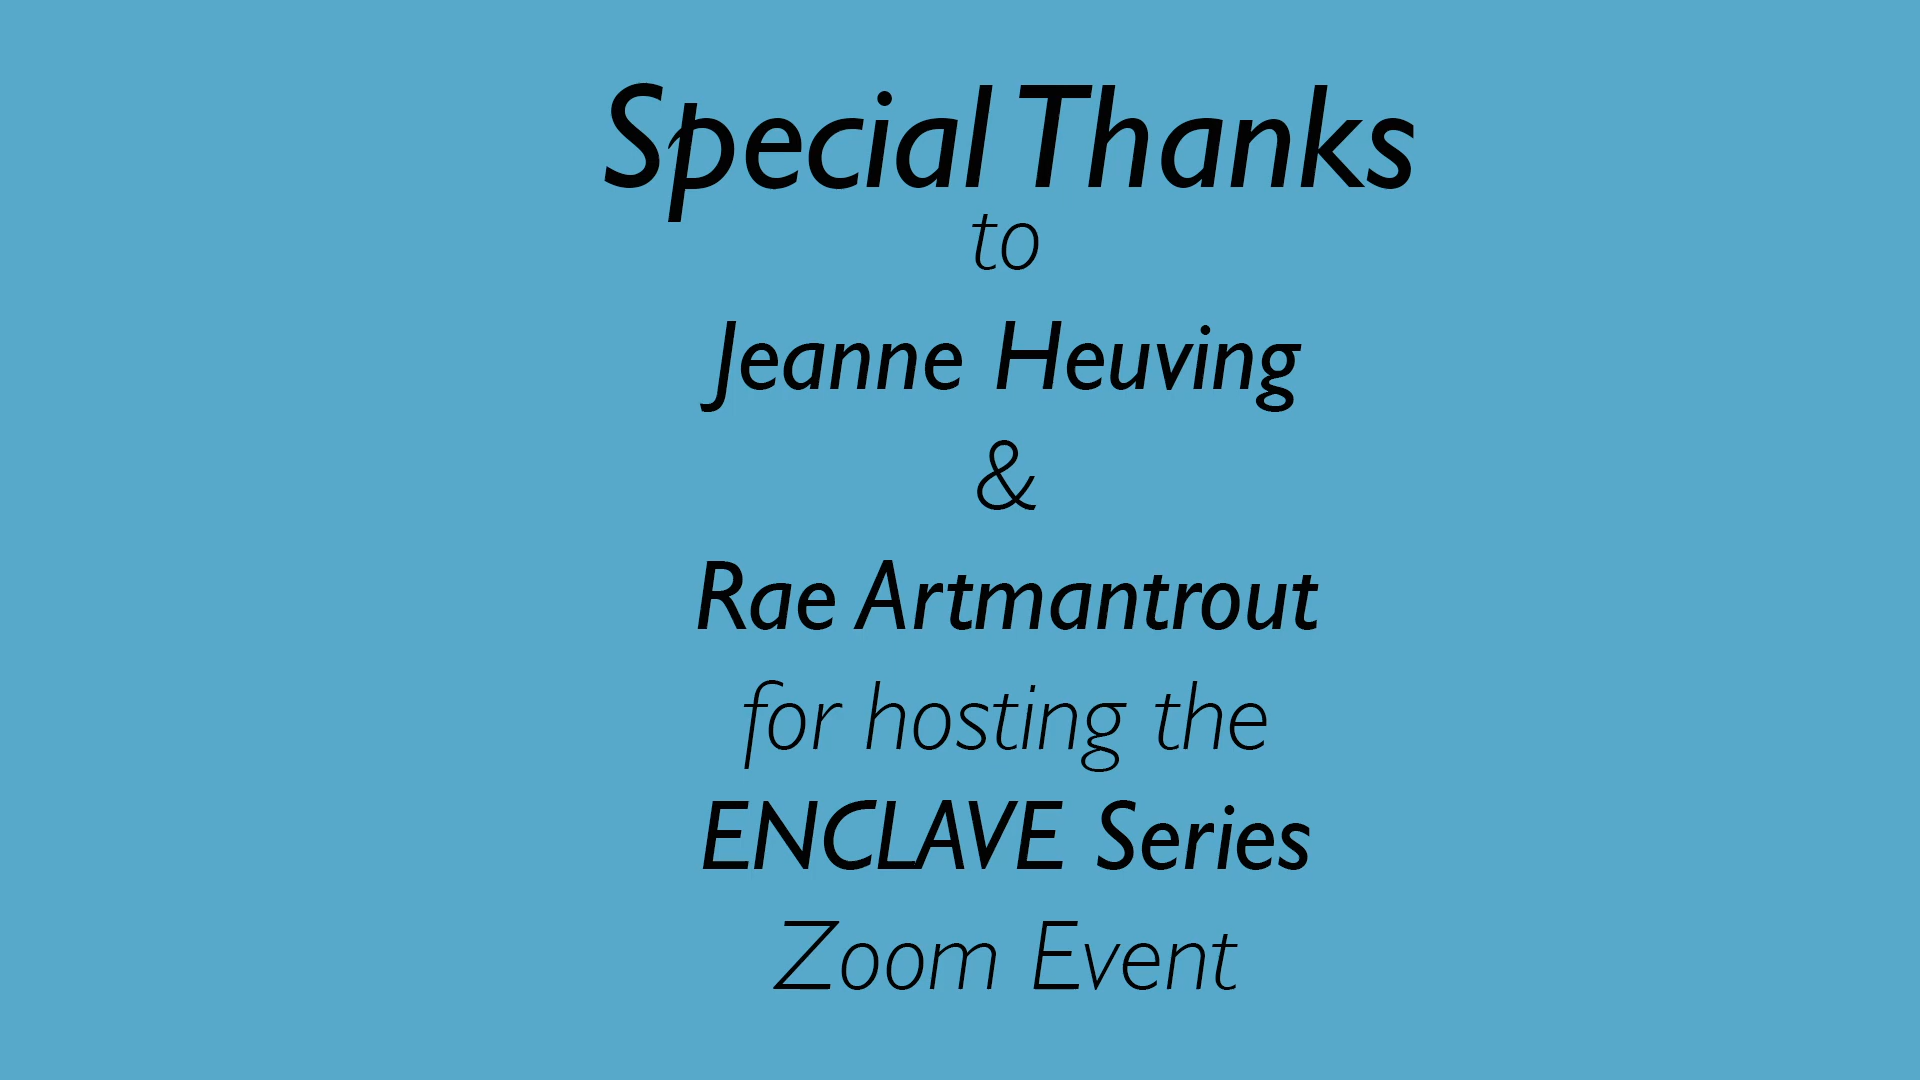 Special Thanks
to
Jeanne Heuving
&
Rae Artmantrout
for hosting the
ENCLAVE Series
Zoom Event